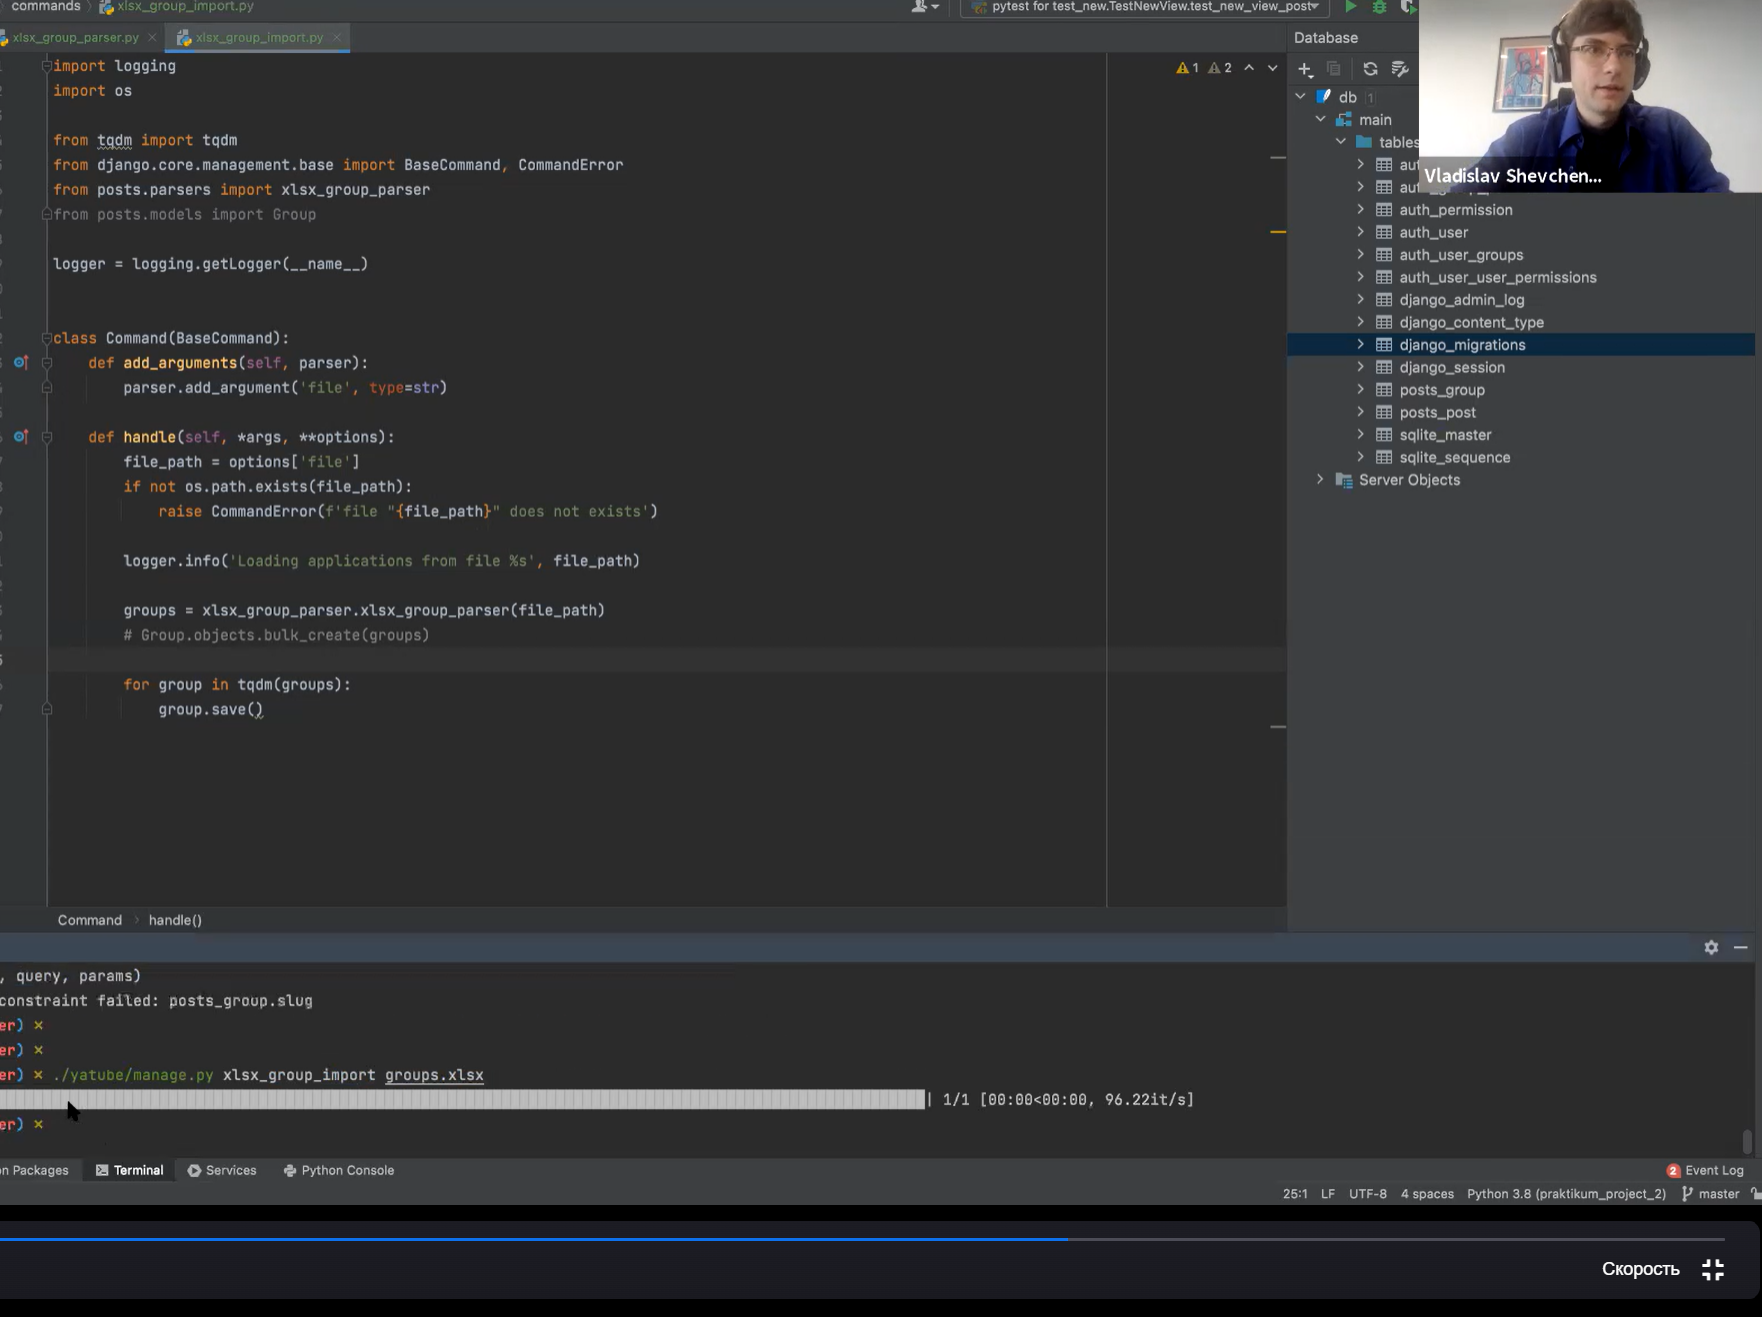 commands > xlsx_group_import.py
pytest for test_new.TestNewView.test_new_view_post
xlsx_group_parser.py
xlsx_group_import.py
Database
import logging
import os
1 2
from tqdm import tqdm
from django.core.management.base import BaseCommand, CommandError
from posts.parsers import xlsx_group_parser
from posts.models import Group
logger = logging.getLogger(__name__)
class Command(BaseCommand):
def add_arguments(self, parser):
parser.add_argument('file', type=str)
def handle(self, *args, **options):
file_path = options['file']
if not os.path.exists(file_path):
raise CommandError(f'file "{file_path}" does not exists')
logger.info('Loading applications from file %s', file_path)
groups = xlsx_group_parser.xlsx_group_parser(file_path)
# Group.objects.bulk_create(groups)
for group in tqdm(groups):
group.save()
db 1
main
tables
Vladislav Shevchen...
auth_permission
auth_user
auth_user_groups
auth_user_user_permissions
django_admin_log
django_content_type
django_migrations
django_session
posts_group
posts_post
sqlite_master
sqlite_sequence
Server Objects
Command > handle()
, query, params)
constraint failed: posts_group.slug
er) ×
er) ×
er) × ./yatube/manage.py xlsx_group_import groups.xlsx
| 1/1 [00:00<00:00, 96.22it/s]
er) ×
n Packages Terminal Services Python Console
2 Event Log
25:1 LF UTF-8 4 spaces Python 3.8 (praktikum_project_2) master
Скорость